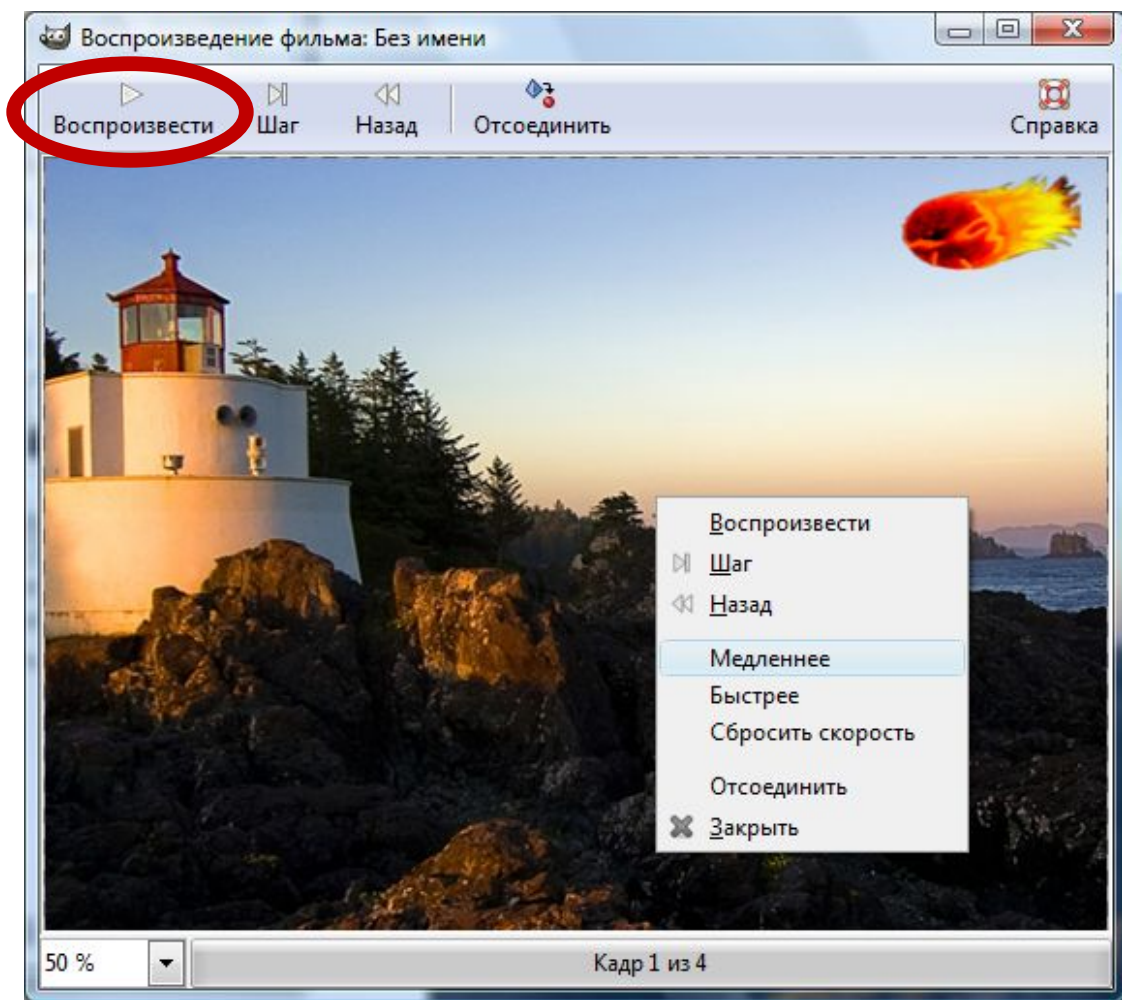 Воспроизведение фильма: Без имени
Воспроизвести Шаг Назад Отсоединить Справка
Воспроизвести
Шаг
Назад
Медленнее
Быстрее
Сбросить скорость
Отсоединить
Закрыть
50 % Кадр 1 из 4